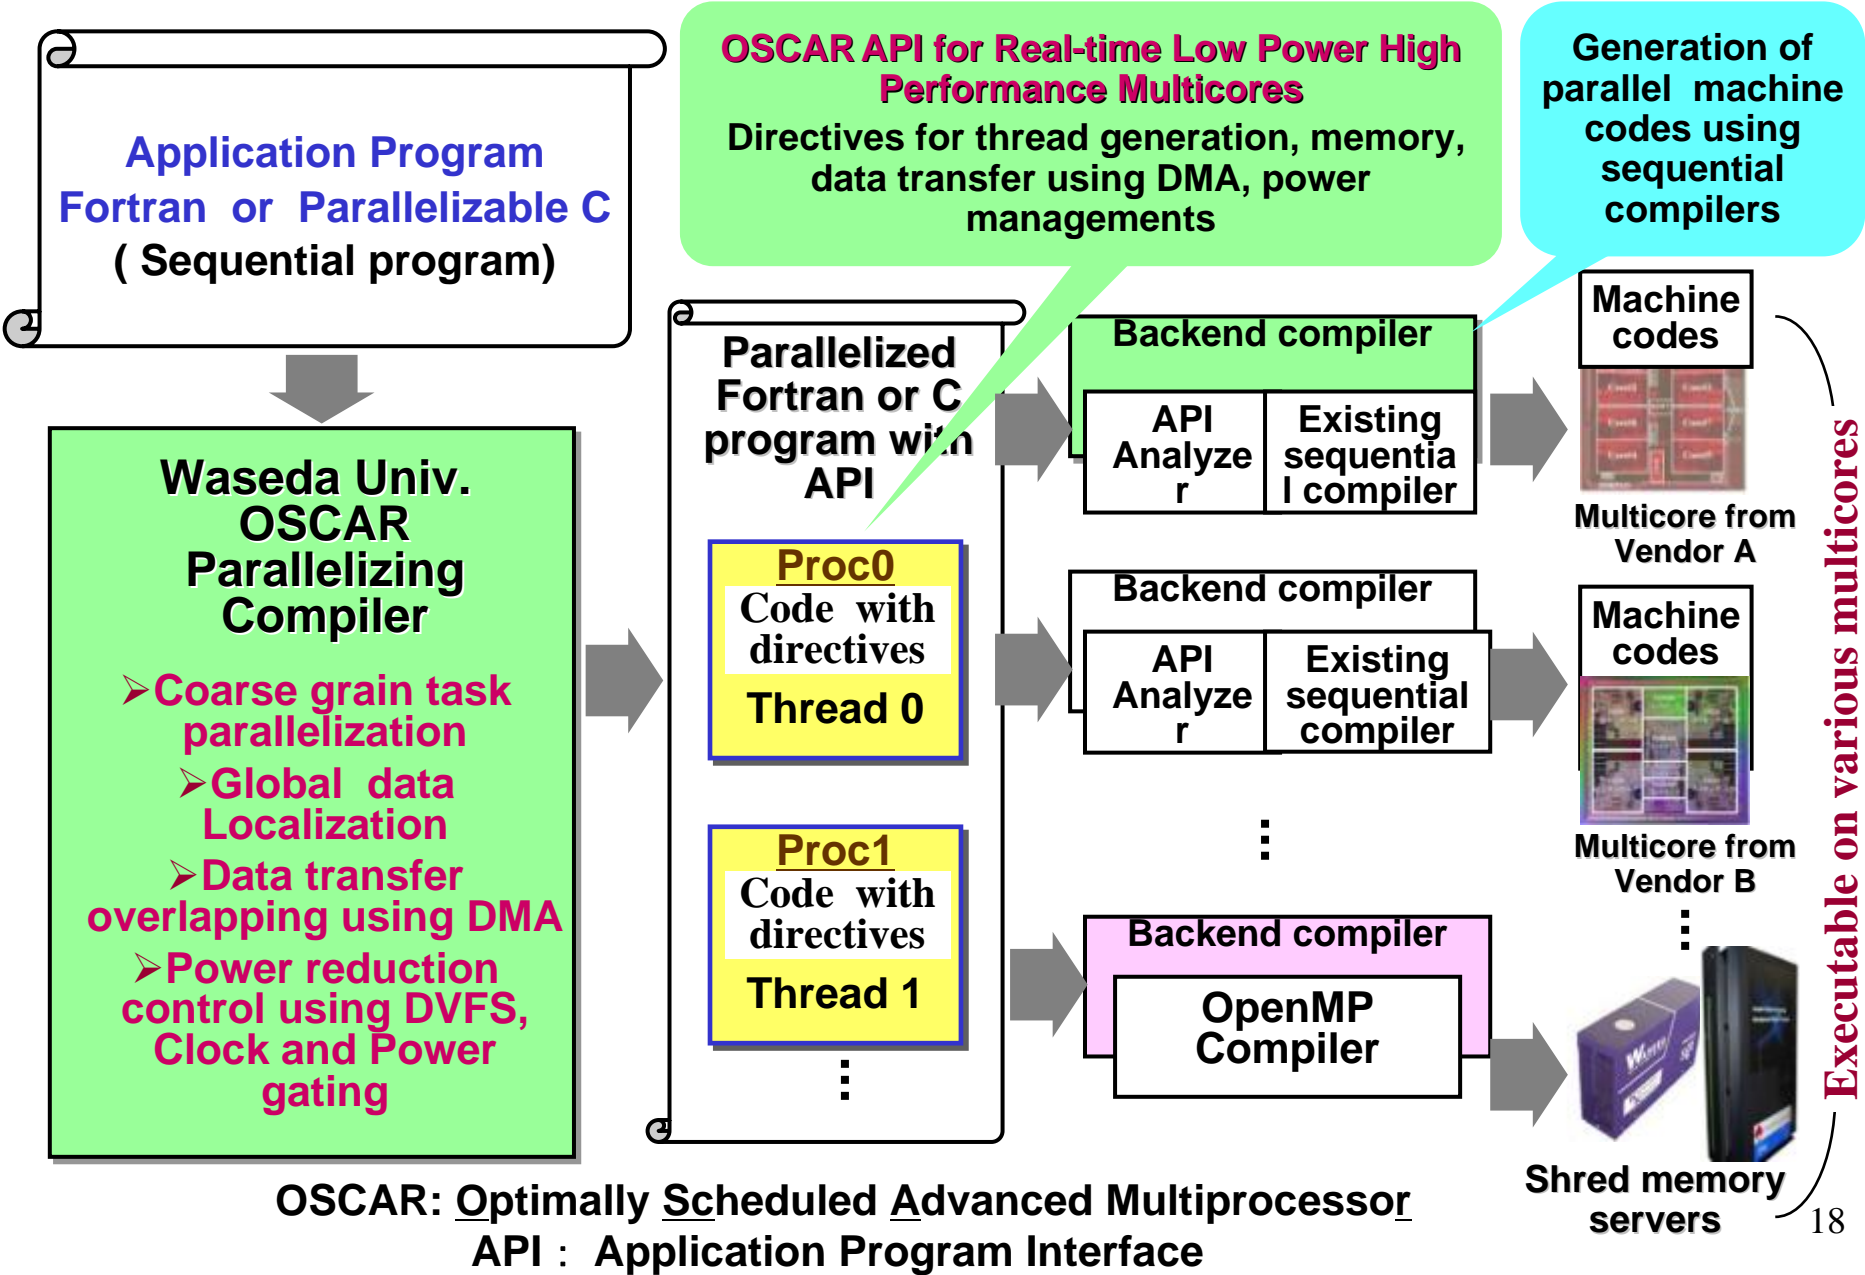 Application Program
Fortran or Parallelizable C
( Sequential program)
OSCAR API for Real-time Low Power High
Performance Multicores
Directives for thread generation, memory,
data transfer using DMA, power
managements
Generation of
parallel machine
codes using
sequential
compilers
Waseda Univ.
OSCAR
Parallelizing
Compiler
➢Coarse grain task
parallelization
➢Global data
Localization
➢Data transfer
overlapping using DMA
➢Power reduction
control using DVFS,
Clock and Power
gating
Parallelized
Fortran or C
program with
API
Proc0
Code with
directives
Thread 0
Proc1
Code with
directives
Thread 1
Backend compiler
API
Analyze
r
Existing
sequentia
l compiler
Machine
codes
Multicore from
Vendor A
Backend compiler
API
Analyze
r
Existing
sequential
compiler
Machine
codes
Multicore from
Vendor B
Backend compiler
OpenMP
Compiler
Shred memory
servers
Executable on various multicores
OSCAR: Optimally Scheduled Advanced Multiprocessor
API : Application Program Interface
18